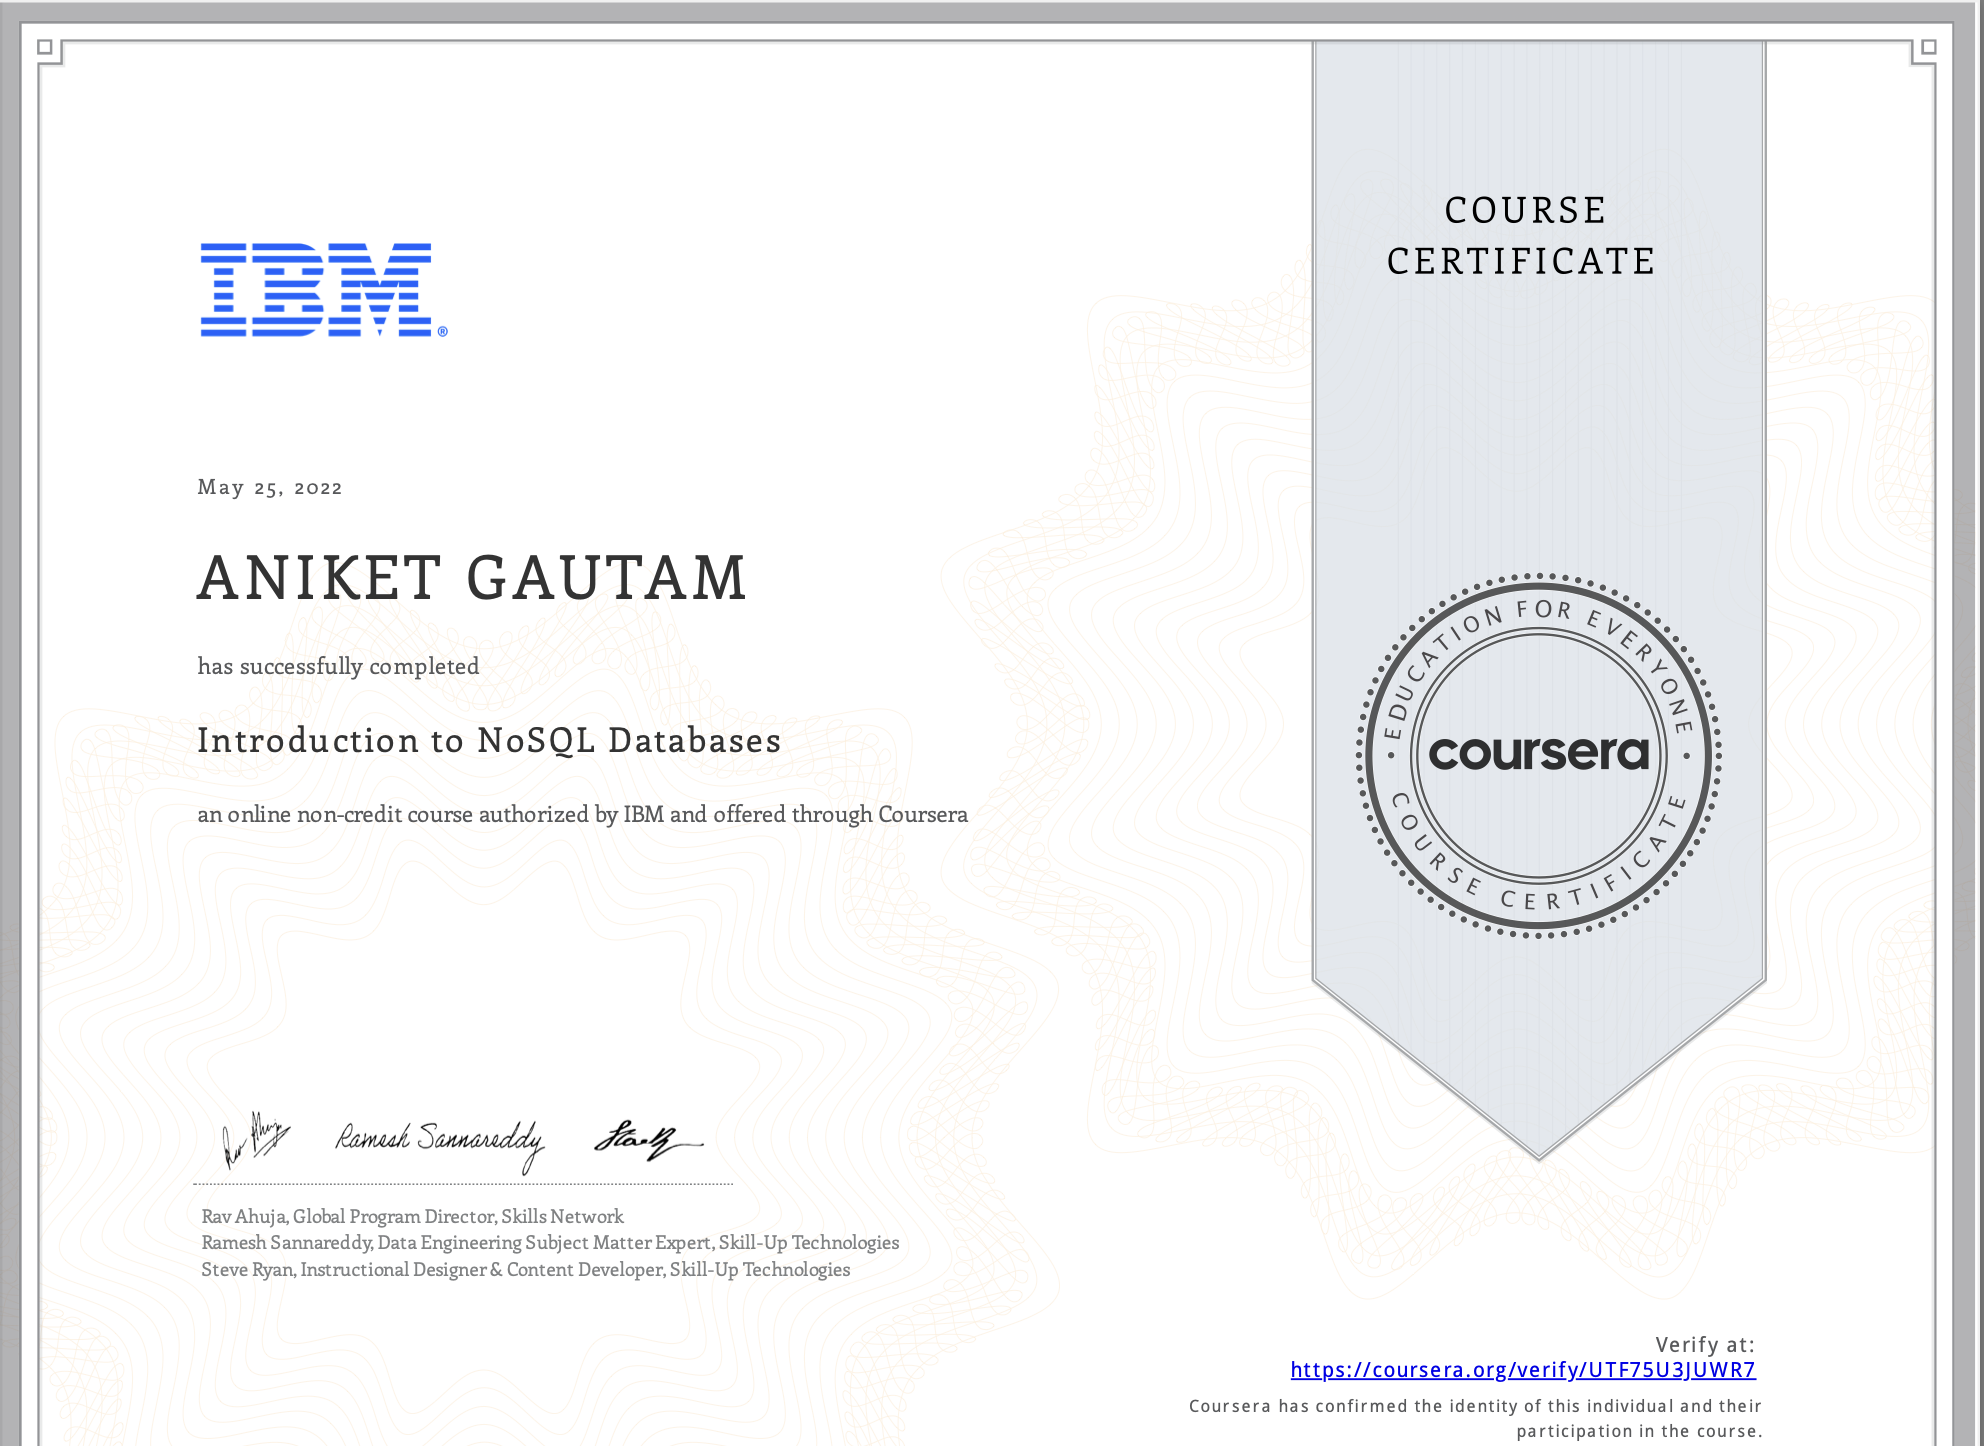 IBM®
COURSE
CERTIFICATE
May 25, 2022
ANIKET GAUTAM
has successfully completed
Introduction to NoSQL Databases
an online non-credit course authorized by IBM and offered through Coursera
EDUCATION FOR EVERYONE
coursera
COURSE CERTIFICATE
Rav Ahuja
Ramesh Sannareddy
Rav Ahuja, Global Program Director, Skills Network
Ramesh Sannareddy, Data Engineering Subject Matter Expert, Skill-Up Technologies
Steve Ryan, Instructional Designer & Content Developer, Skill-Up Technologies
Verify at:
https://coursera.org/verify/UTF75U3JUWR7
Coursera has confirmed the identity of this individual and their
participation in the course.